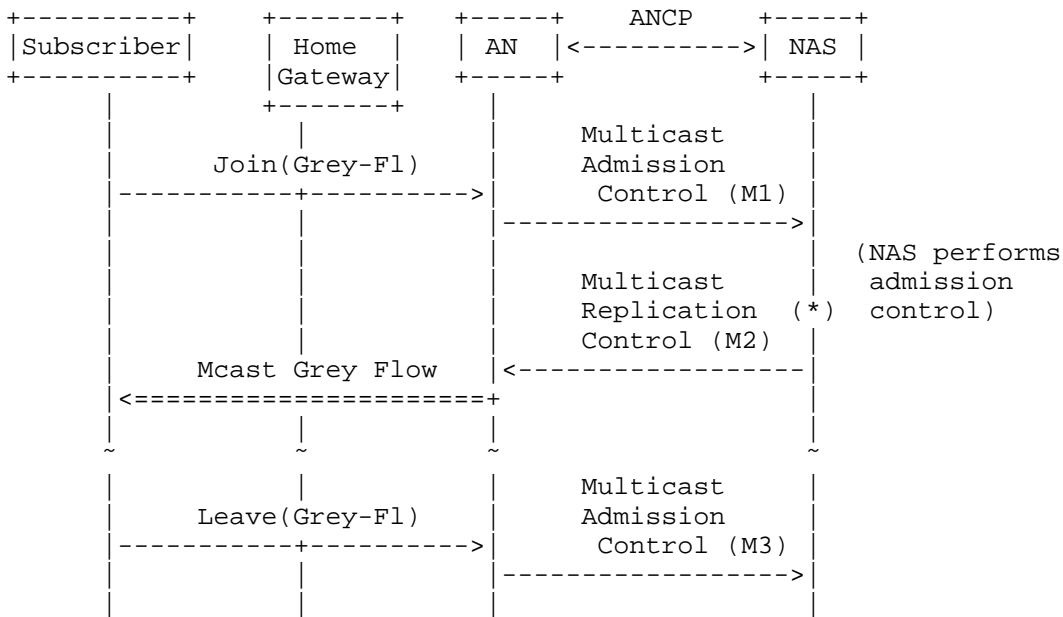 +----------+   +-------+   +-----+    ANCP    +-----+
|Subscriber|   | Home  |   | AN  |<---------->| NAS |
+----------+   |Gateway|   +-----+            +-----+
      |        +-------+      |                  |
      |           |           |    Multicast     |
      |     Join(Grey-Fl)     |    Admission     |
      |-----------+---------->|     Control (M1) |
      |           |           |----------------->|
      |           |           |                  |  (NAS performs
      |           |           |    Multicast     |   admission
      |           |           |    Replication  (*)  control)
      |           |           |    Control (M2)  |
      |    Mcast Grey Flow    |<-----------------|
      |<======================+                  |
      |           |           |                  |
      ~           ~           ~                  ~
      |           |           |    Multicast     |
      |    Leave(Grey-Fl)     |    Admission     |
      |-----------+---------->|     Control (M3) |
      |           |           |----------------->|
      |           |           |                  |